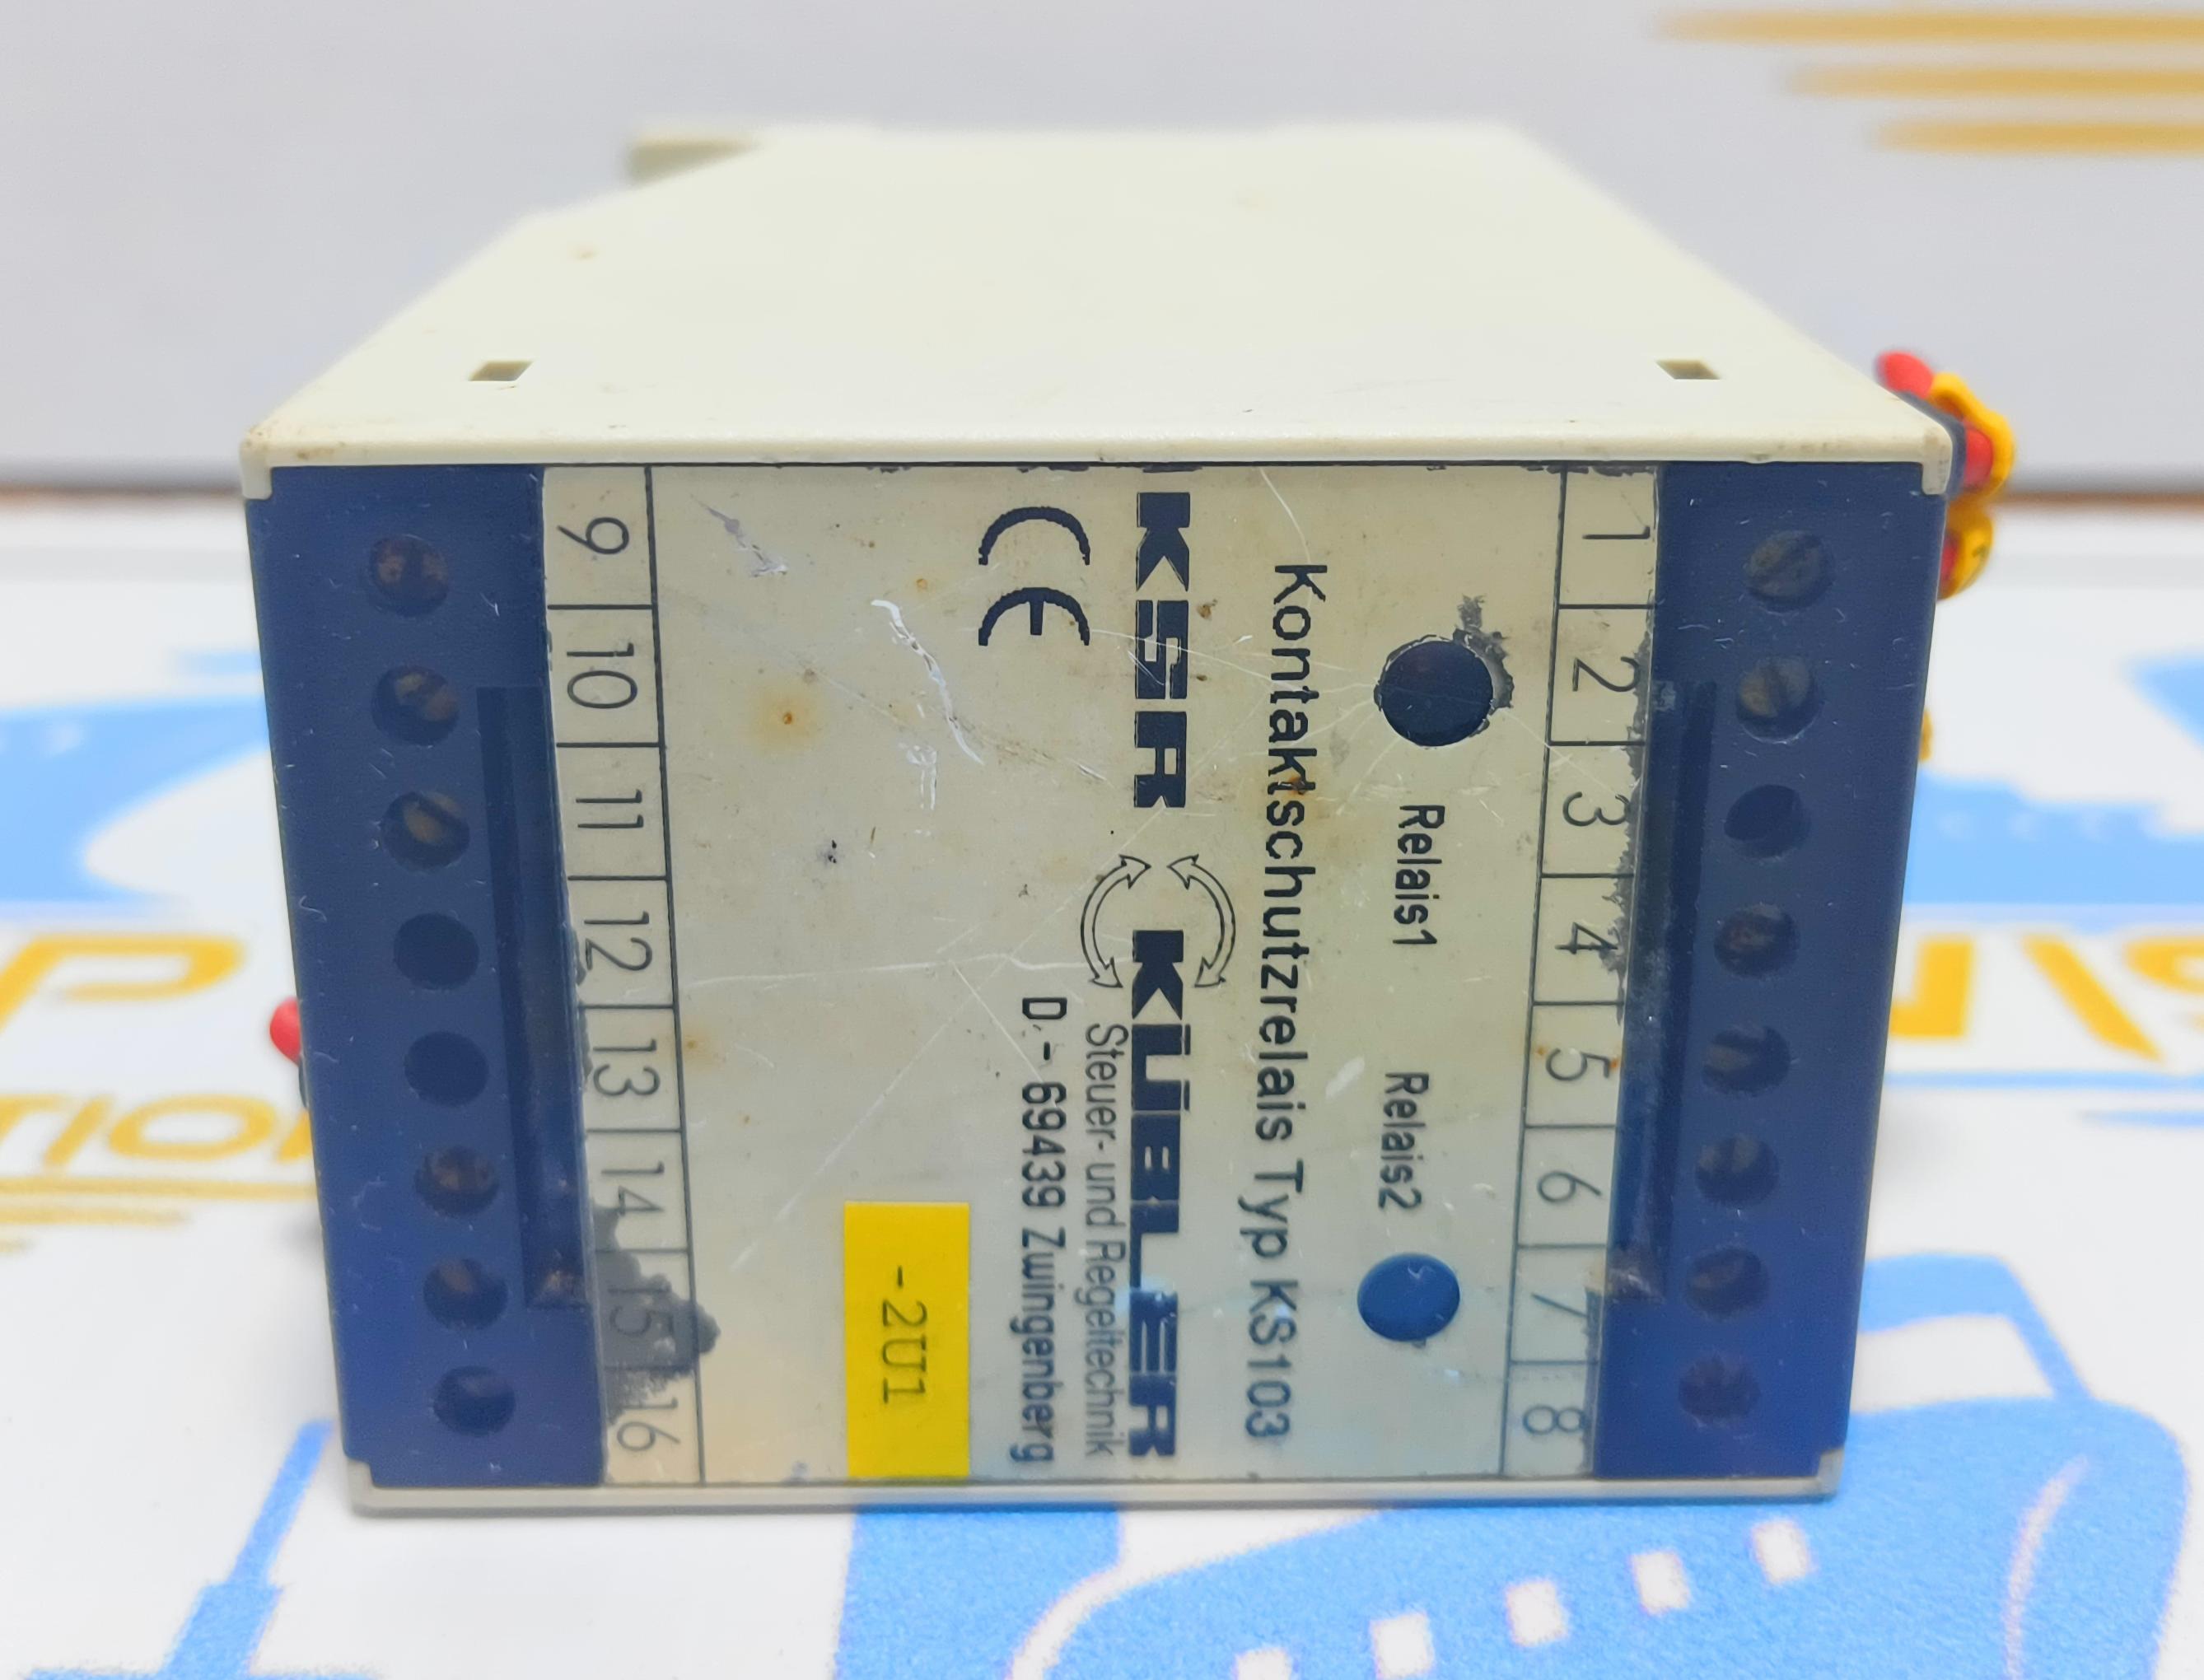 1 2 3 4 5 6 7 8
Relais1 Relais2
Kontaktschutzrelais Typ KS103
KSR KÜBLER
Steuer- und Regeltechnik
CE D.- 69439 Zwingenberg
-2U1
9 10 11 12 13 14 15 16
P